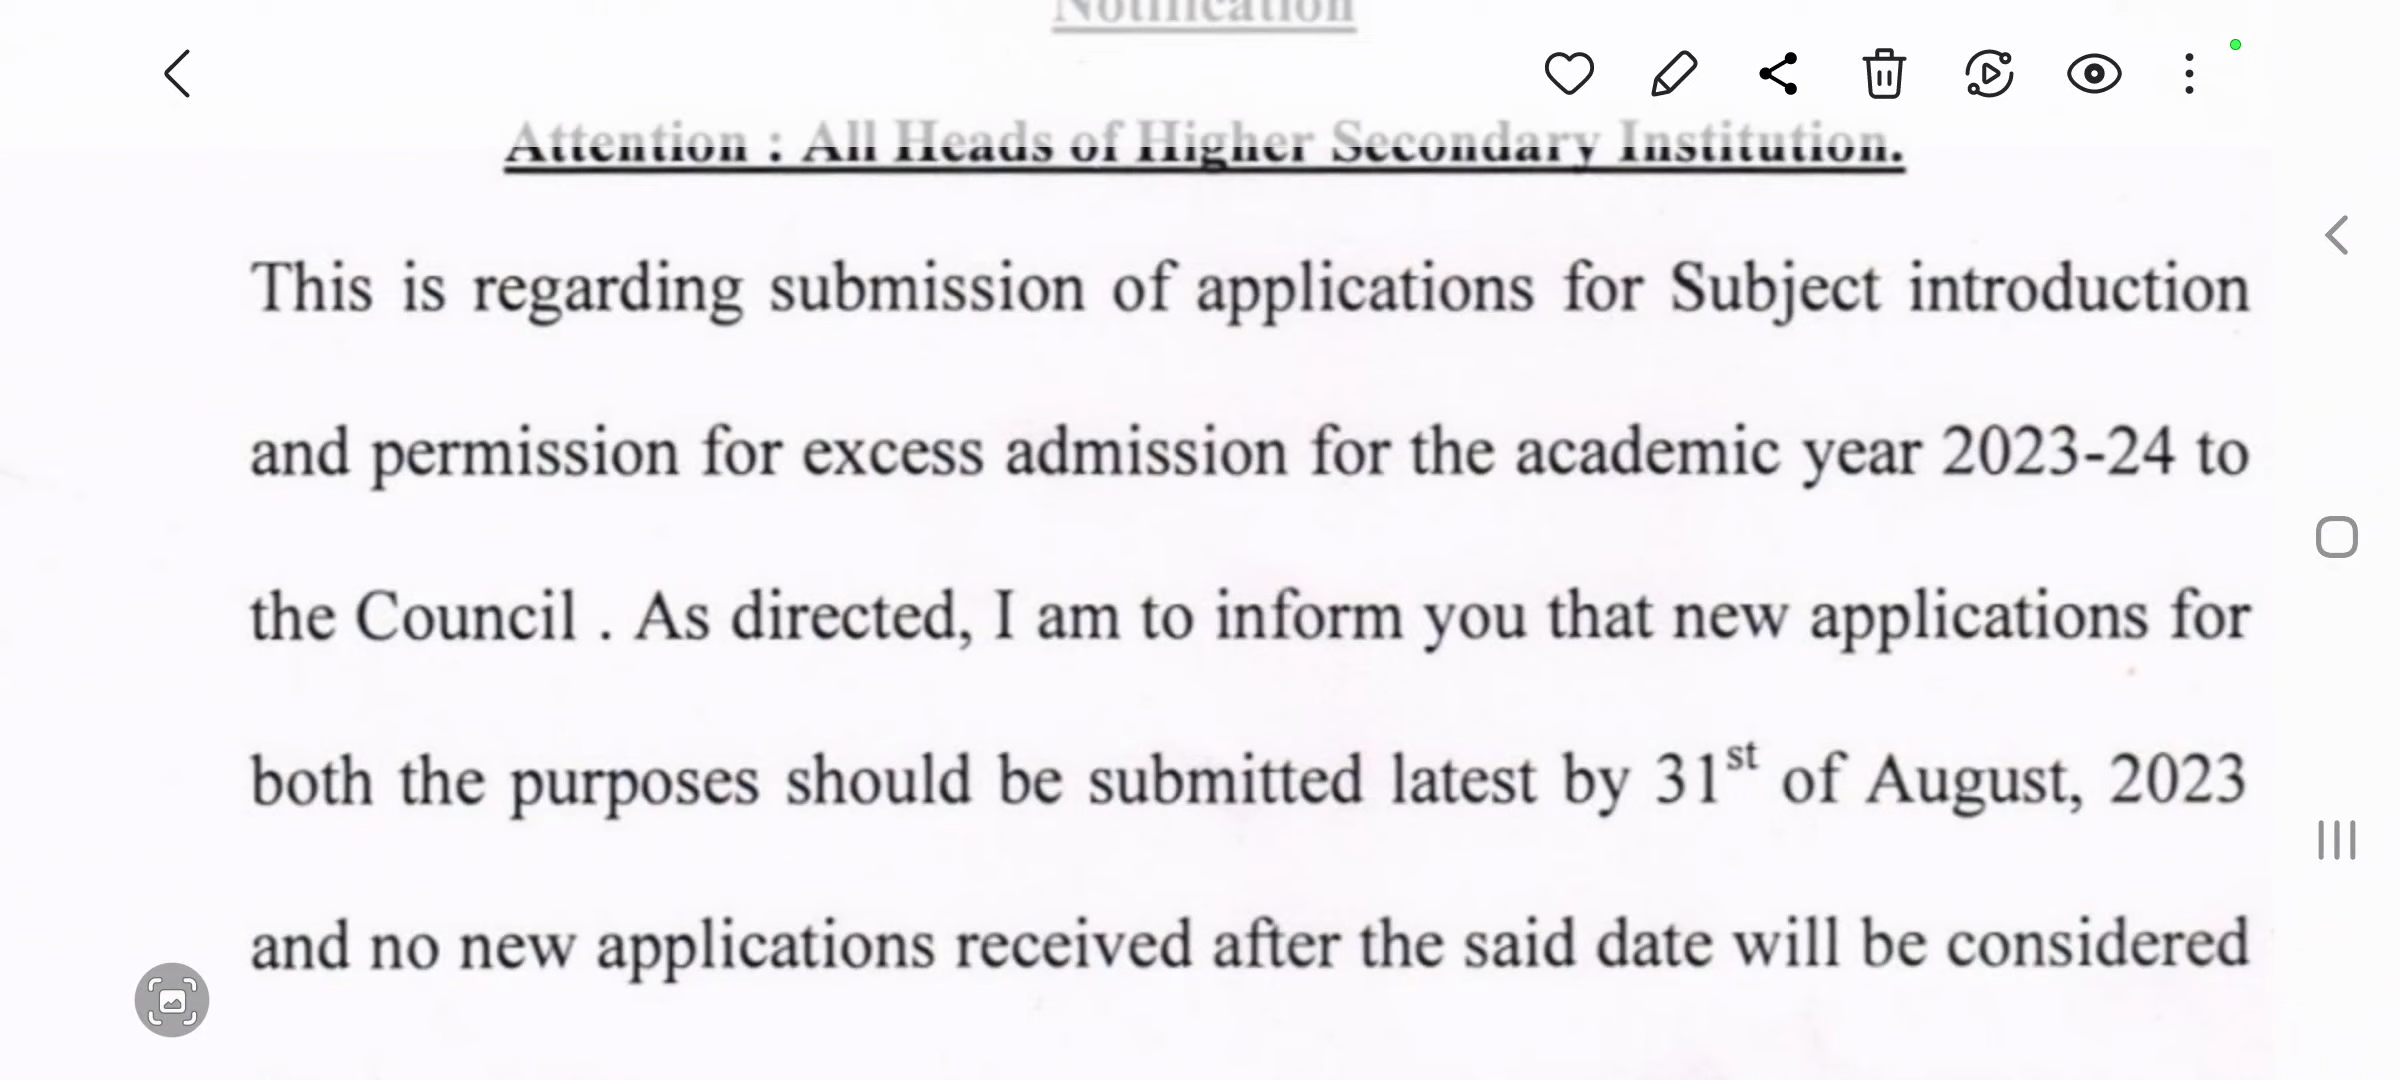 Notification
Attention : All Heads of Higher Secondary Institution.
This is regarding submission of applications for Subject introduction
and permission for excess admission for the academic year 2023-24 to
the Council . As directed, I am to inform you that new applications for
both the purposes should be submitted latest by 31st of August, 2023
and no new applications received after the said date will be considered